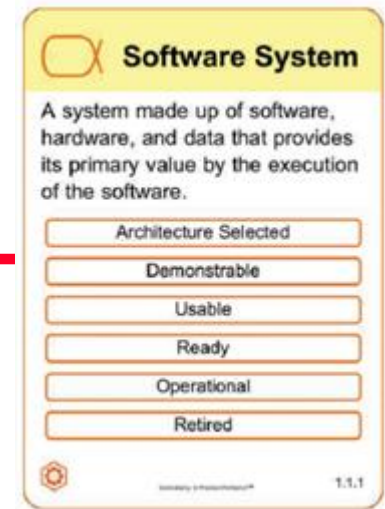 Software System
A system made up of software,
hardware, and data that provides
its primary value by the execution
of the software.
Architecture Selected
Demonstrable
Usable
Ready
Operational
Retired
1.1.1